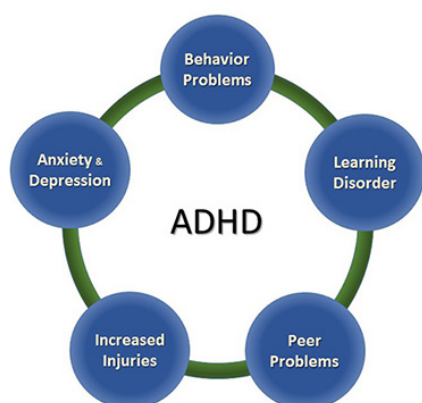 Behavior
Problems
Anxiety &
Depression
Learning
Disorder
ADHD
Increased
Injuries
Peer
Problems